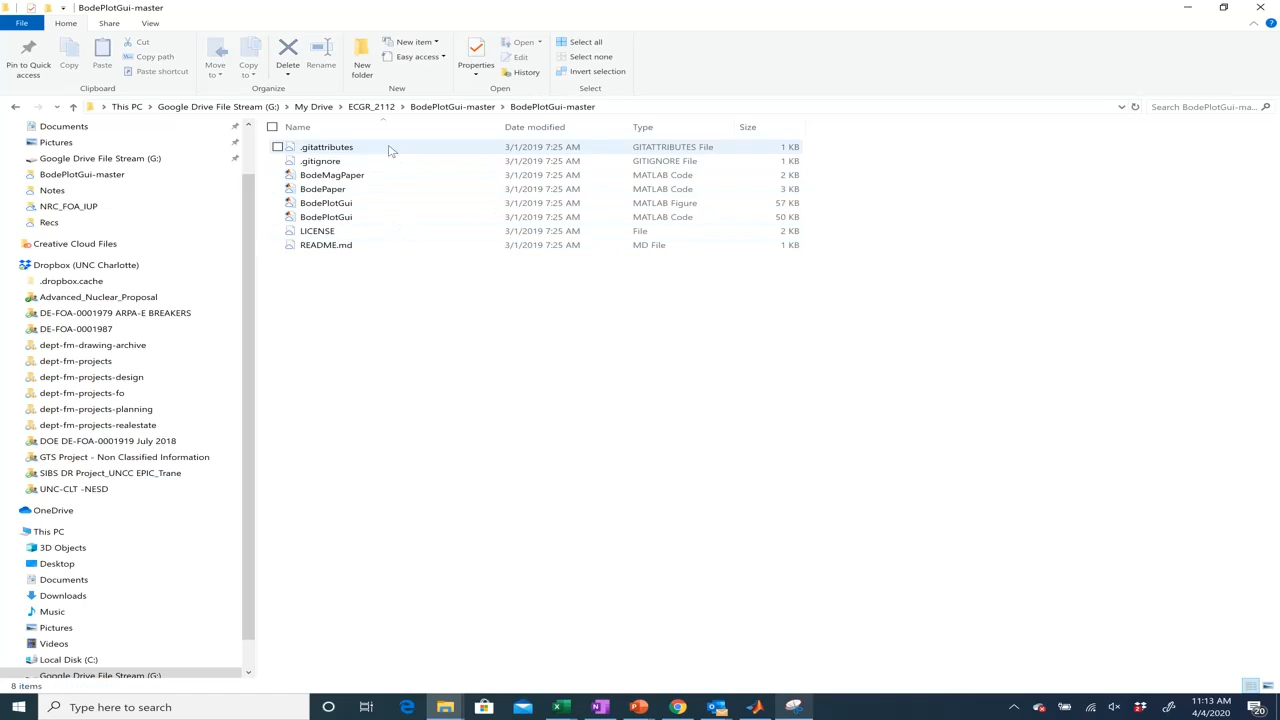 BodePlotGui-master
File Home Share View
Pin to Quick access
Copy
Paste
Cut
Copy path
Paste shortcut
Clipboard
Move to
Copy to
Delete
Rename
Organize
New folder
New item
Easy access
New
Properties
Open
Edit
History
Open
Select all
Select none
Invert selection
Select
This PC > Google Drive File Stream (G:) > My Drive > ECGR_2112 > BodePlotGui-master > BodePlotGui-master
Search BodePlotGui-ma...
Documents
Pictures
Google Drive File Stream (G:)
BodePlotGui-master
Notes
NRC_FOA_IUP
Recs
Creative Cloud Files
Dropbox (UNC Charlotte)
.dropbox.cache
Advanced_Nuclear_Proposal
DE-FOA-0001979 ARPA-E BREAKERS
DE-FOA-0001987
dept-fm-drawing-archive
dept-fm-projects
dept-fm-projects-design
dept-fm-projects-fo
dept-fm-projects-planning
dept-fm-projects-realestate
DOE DE-FOA-0001919 July 2018
GTS Project - Non Classified Information
SIBS DR Project_UNCC EPIC_Trane
UNC-CLT -NESD
OneDrive
This PC
3D Objects
Desktop
Documents
Downloads
Music
Pictures
Videos
Local Disk (C:)
Google Drive File Stream (G:)
Name Date modified Type Size
.gitattributes 3/1/2019 7:25 AM GITATTRIBUTES File 1 KB
.gitignore 3/1/2019 7:25 AM GITIGNORE File 1 KB
BodeMagPaper 3/1/2019 7:25 AM MATLAB Code 2 KB
BodePaper 3/1/2019 7:25 AM MATLAB Code 3 KB
BodePlotGui 3/1/2019 7:25 AM MATLAB Figure 57 KB
BodePlotGui 3/1/2019 7:25 AM MATLAB Code 50 KB
LICENSE 3/1/2019 7:25 AM File 2 KB
README.md 3/1/2019 7:25 AM MD File 1 KB
8 items
Type here to search
11:13 AM
4/4/2020
20